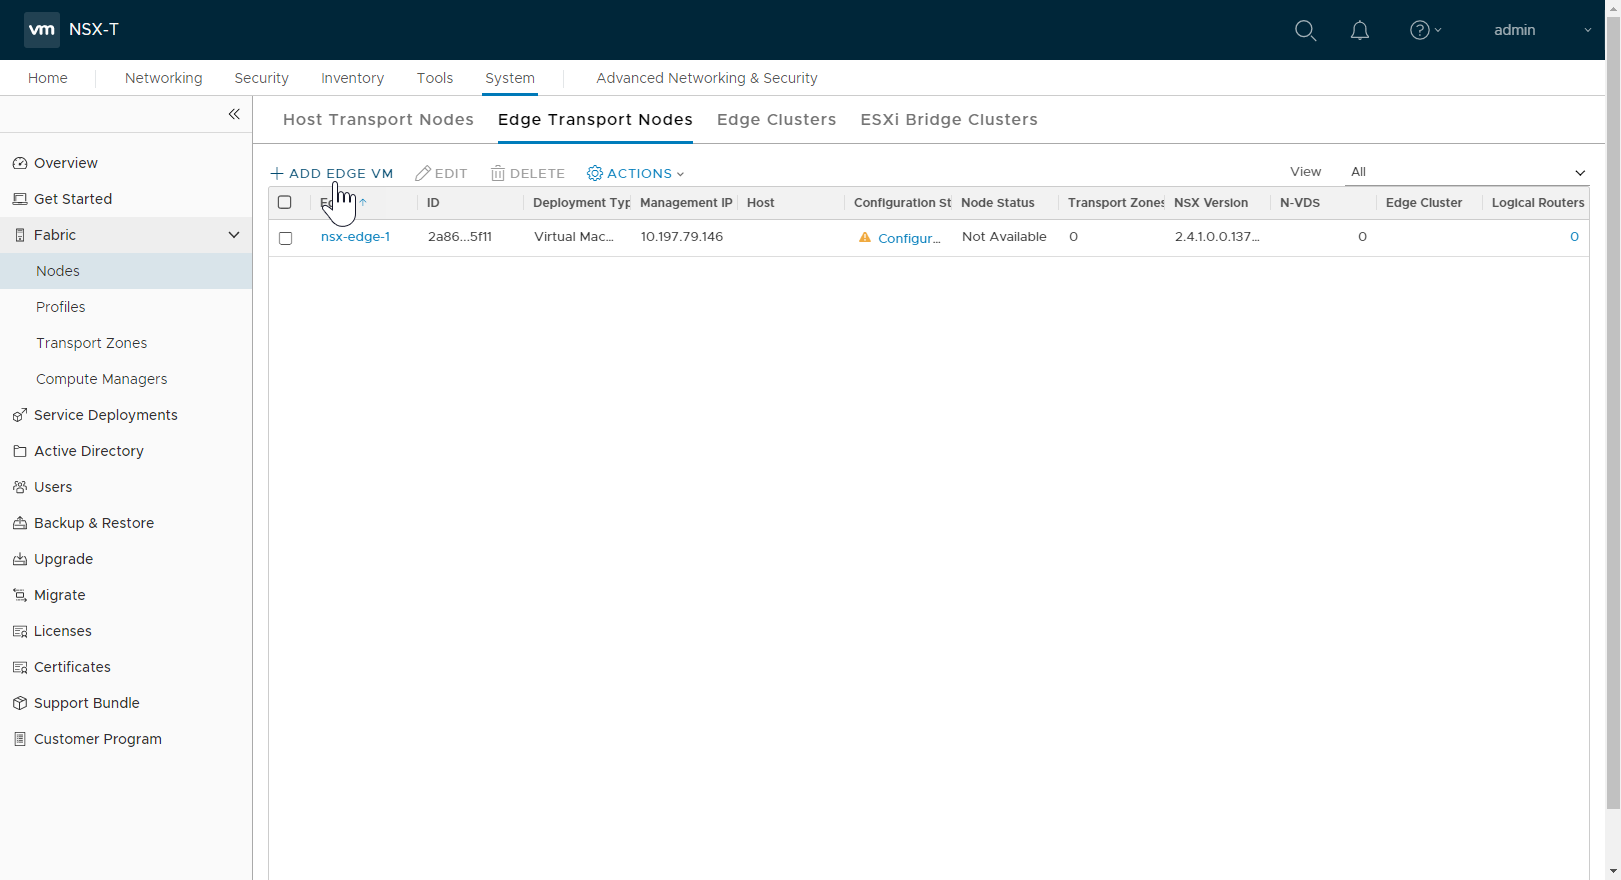 vm NSX-T
admin
Home Networking Security Inventory Tools System Advanced Networking & Security
Host Transport Nodes Edge Transport Nodes Edge Clusters ESXi Bridge Clusters
Overview
Get Started
Fabric
Nodes
Profiles
Transport Zones
Compute Managers
Service Deployments
Active Directory
Users
Backup & Restore
Upgrade
Migrate
Licenses
Certificates
Support Bundle
Customer Program
+ ADD EDGE VM EDIT DELETE ACTIONS View All
ID Deployment Typ Management IP Host Configuration St Node Status Transport Zones NSX Version N-VDS Edge Cluster Logical Routers
nsx-edge-1 2a86...5f11 Virtual Mac... 10.197.79.146 Configur... Not Available 0 2.4.1.0.0.137... 0 0